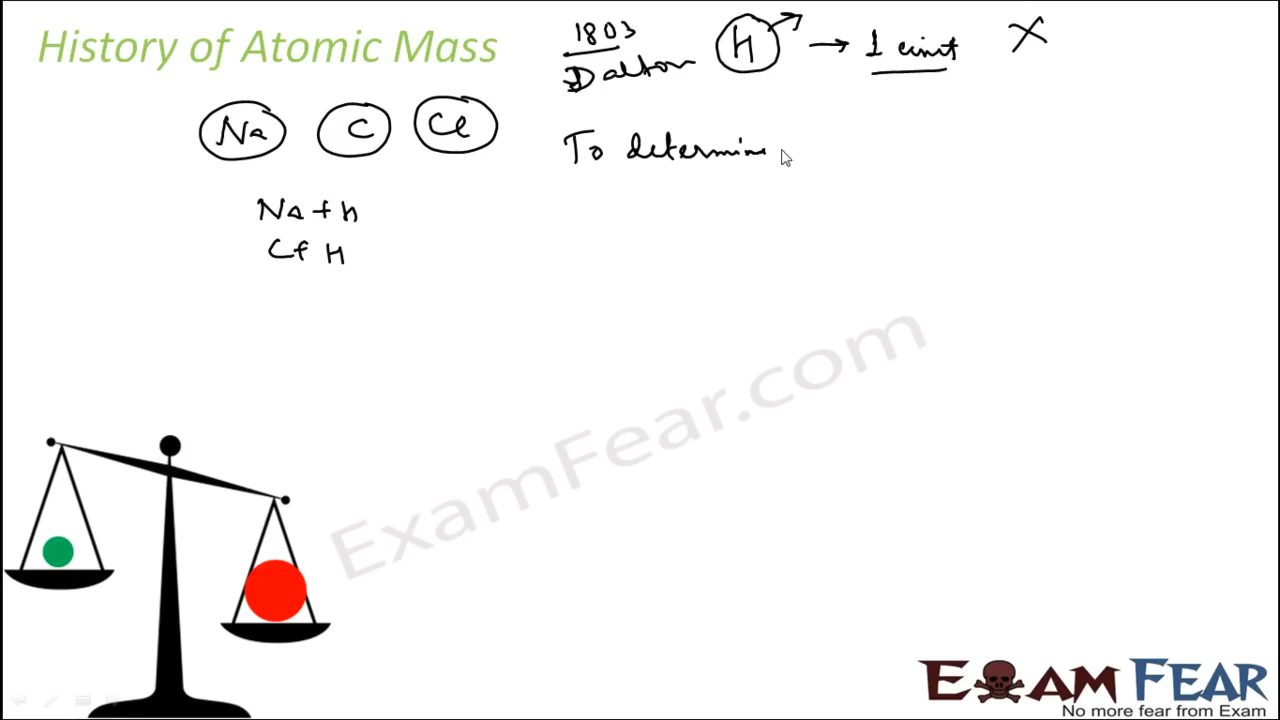 History of Atomic Mass
1803
Dalton H → 1 unit X
Na C Cl
To determine
Na + h
C + H
ExamFear.com
EXAM FEAR
No more fear from Exam